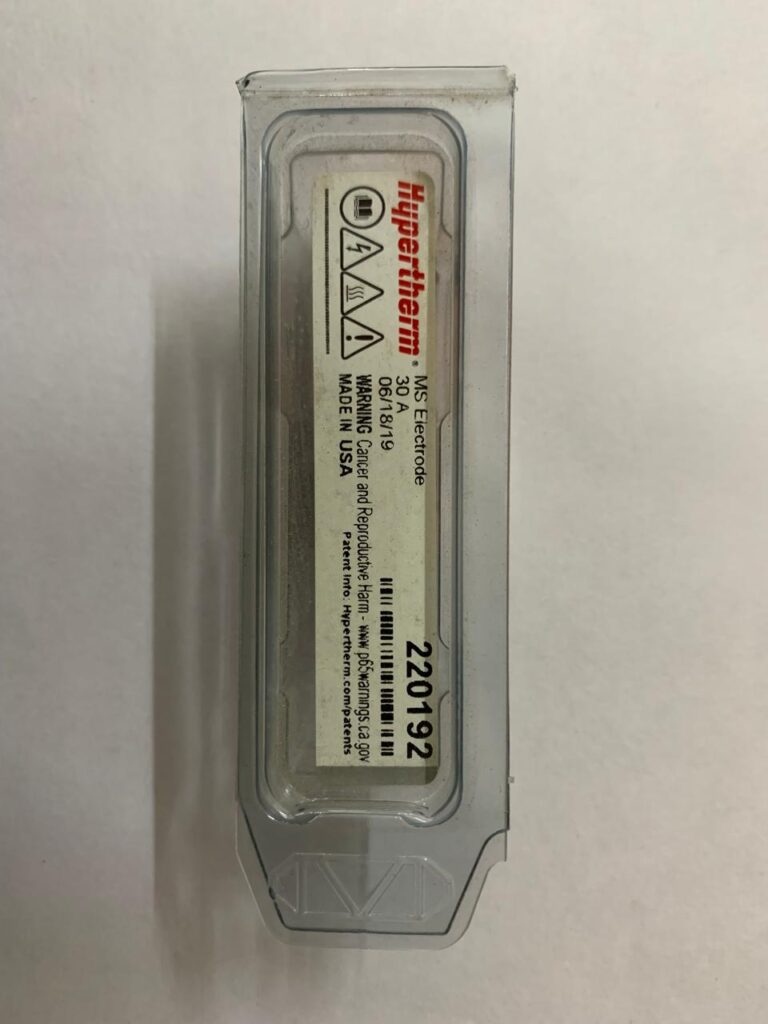 Hypertherm®
MS Electrode
30 A
06/18/19
220192
WARNING Cancer and Reproductive Harm - www.p65warnings.ca.gov
MADE IN USA
Patent Info: Hypertherm.com/patents